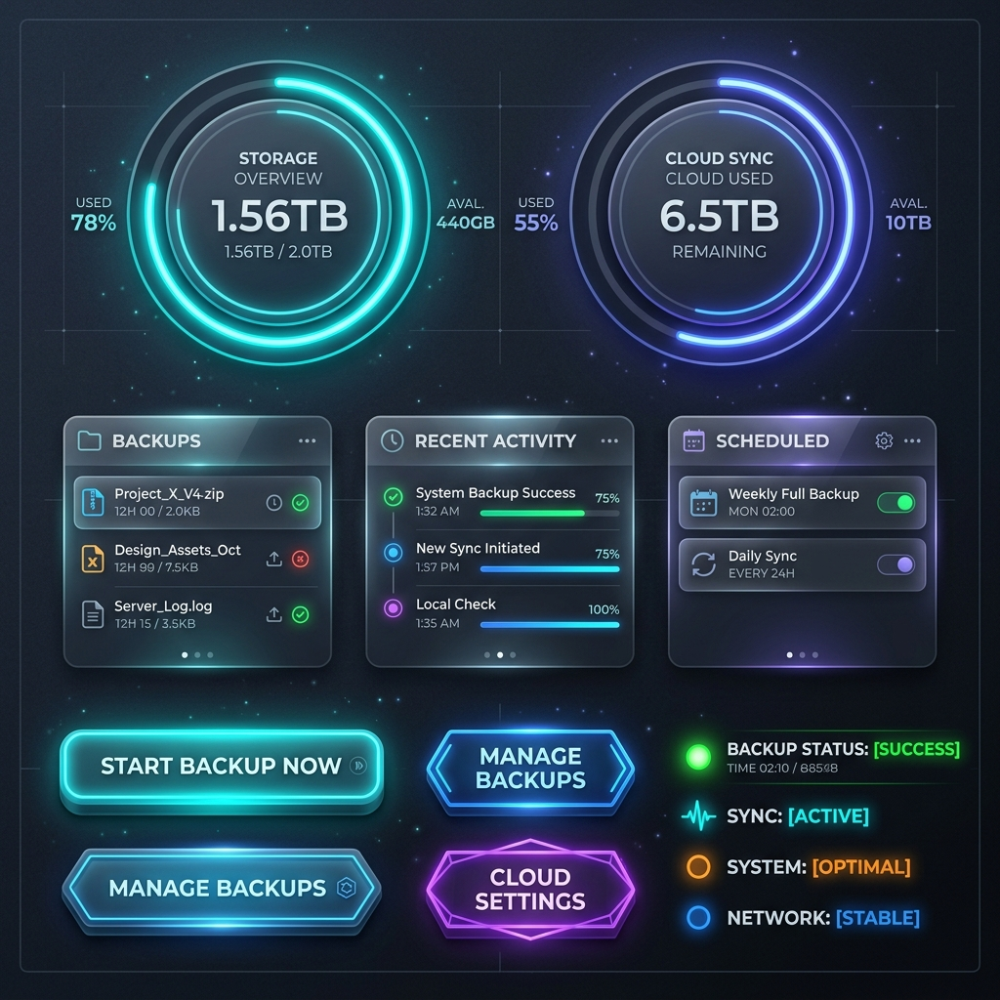 STORAGE
OVERVIEW
1.56TB
1.56TB / 2.0TB
USED
78%
AVAL.
440GB
CLOUD SYNC
CLOUD USED
6.5TB
REMAINING
USED
55%
AVAL.
10TB
BACKUPS
Project_X_V4.zip
12H 00 / 2.0KB
Design_Assets_Oct
12H 99 / 7.5KB
Server_Log.log
12H 15 / 3.5KB
RECENT ACTIVITY
System Backup Success
75%
1:32 AM
New Sync Initiated
75%
1:97 PM
Local Check
100%
1:35 AM
SCHEDULED
Weekly Full Backup
MON 02:00
Daily Sync
EVERY 24H
START BACKUP NOW
MANAGE BACKUPS
MANAGE
BACKUPS
CLOUD
SETTINGS
BACKUP STATUS: [SUCCESS]
TIME 02:10 /
SYNC: [ACTIVE]
SYSTEM: [OPTIMAL]
NETWORK: [STABLE]